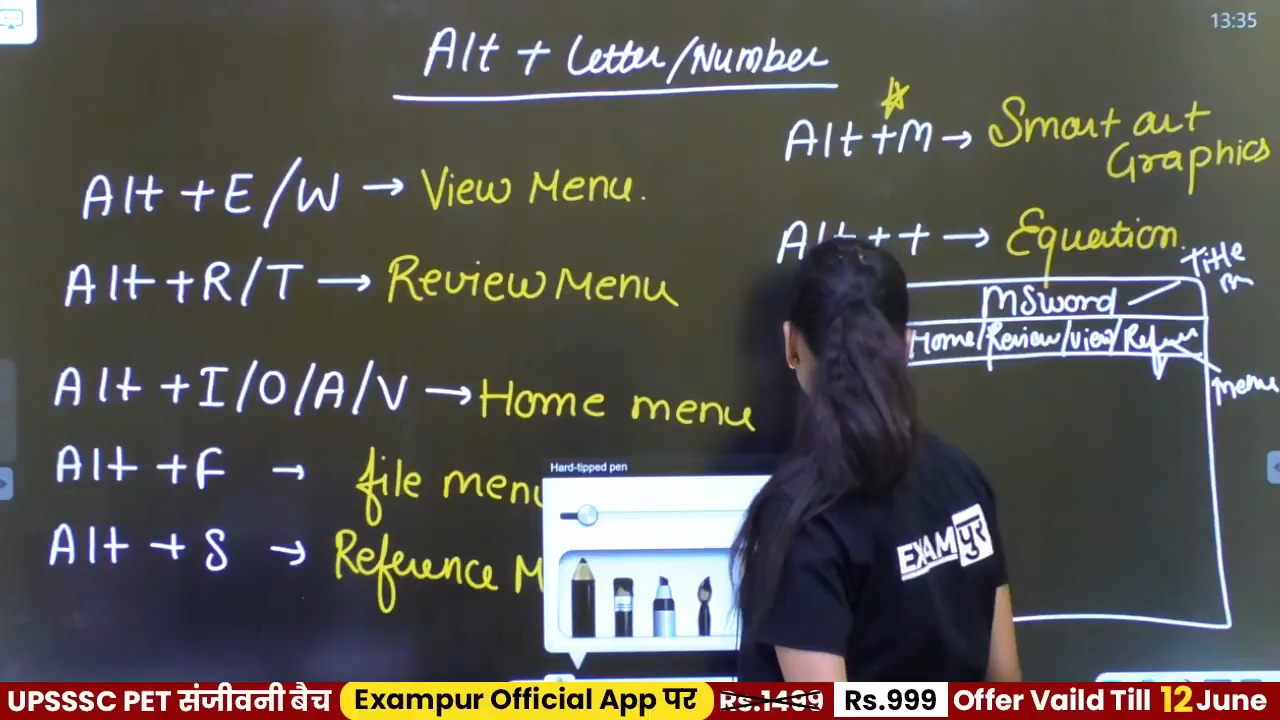 13:35
Alt + Letter/Number
Alt + E/W → View Menu.
Alt + R/T → Review Menu
Alt + I/O/A/V → Home menu
Alt + F → file menu
Alt + S → Reference M
Alt + M → Smart art
Graphics
Alt + + → Equation
Title
MSword
Home/Review/View/
menu
Hard-tipped pen
EXAMपुर
UPSSSC PET संजीवनी बैच Exampur Official App पर Rs.1499 Rs.999 Offer Vaild Till 12 June